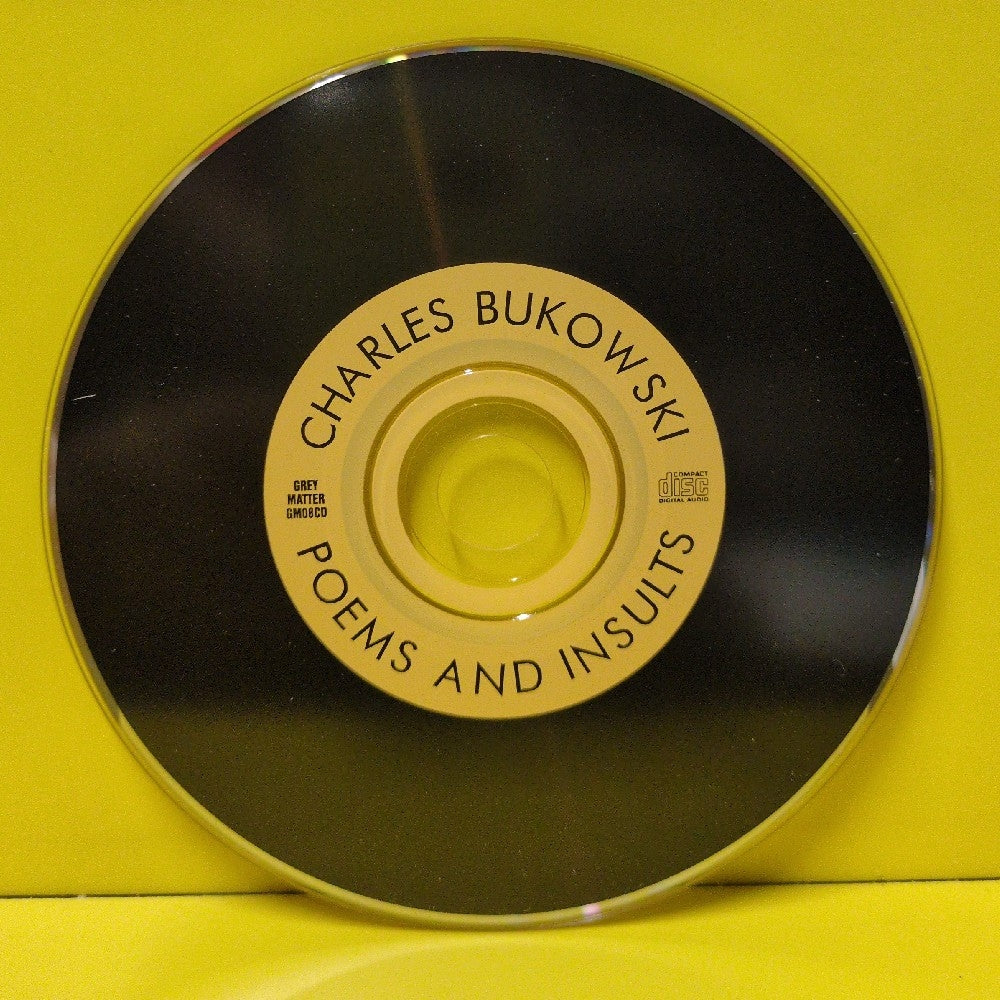 CHARLES BUKOWSKI
GREY
MATTER
GM08CD
COMPACT
disc
DIGITAL AUDIO
POEMS AND INSULTS